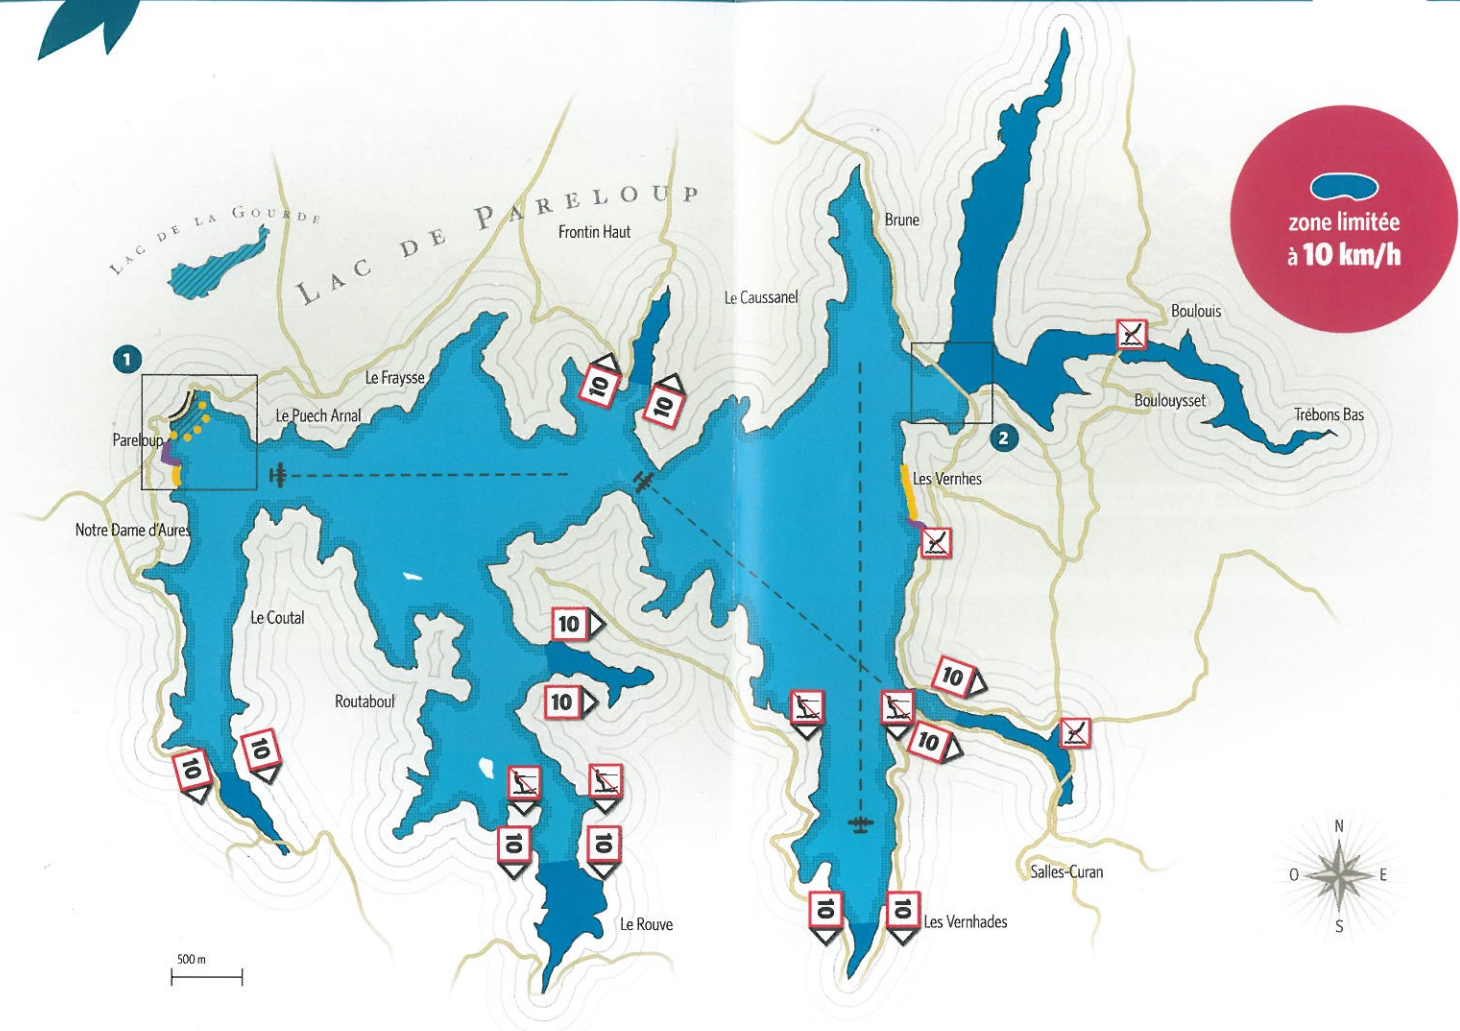 LAC DE LA GOURDE
LAC DE PARELOUP
Frontin Haut
Brune
zone limitée
à 10 km/h
Le Caussanel
Boulouis
1
Le Fraysse
10
10
Boulouysset
Trébons Bas
Le Puech Arnal
Pareloup
2
Les Vernhes
Notre Dame d'Aures
Le Coutal
10
10
10
Routaboul
10
10
10
10
10
N
O
E
S
Salles-Curan
10
10
Le Rouve
Les Vernhades
500 m